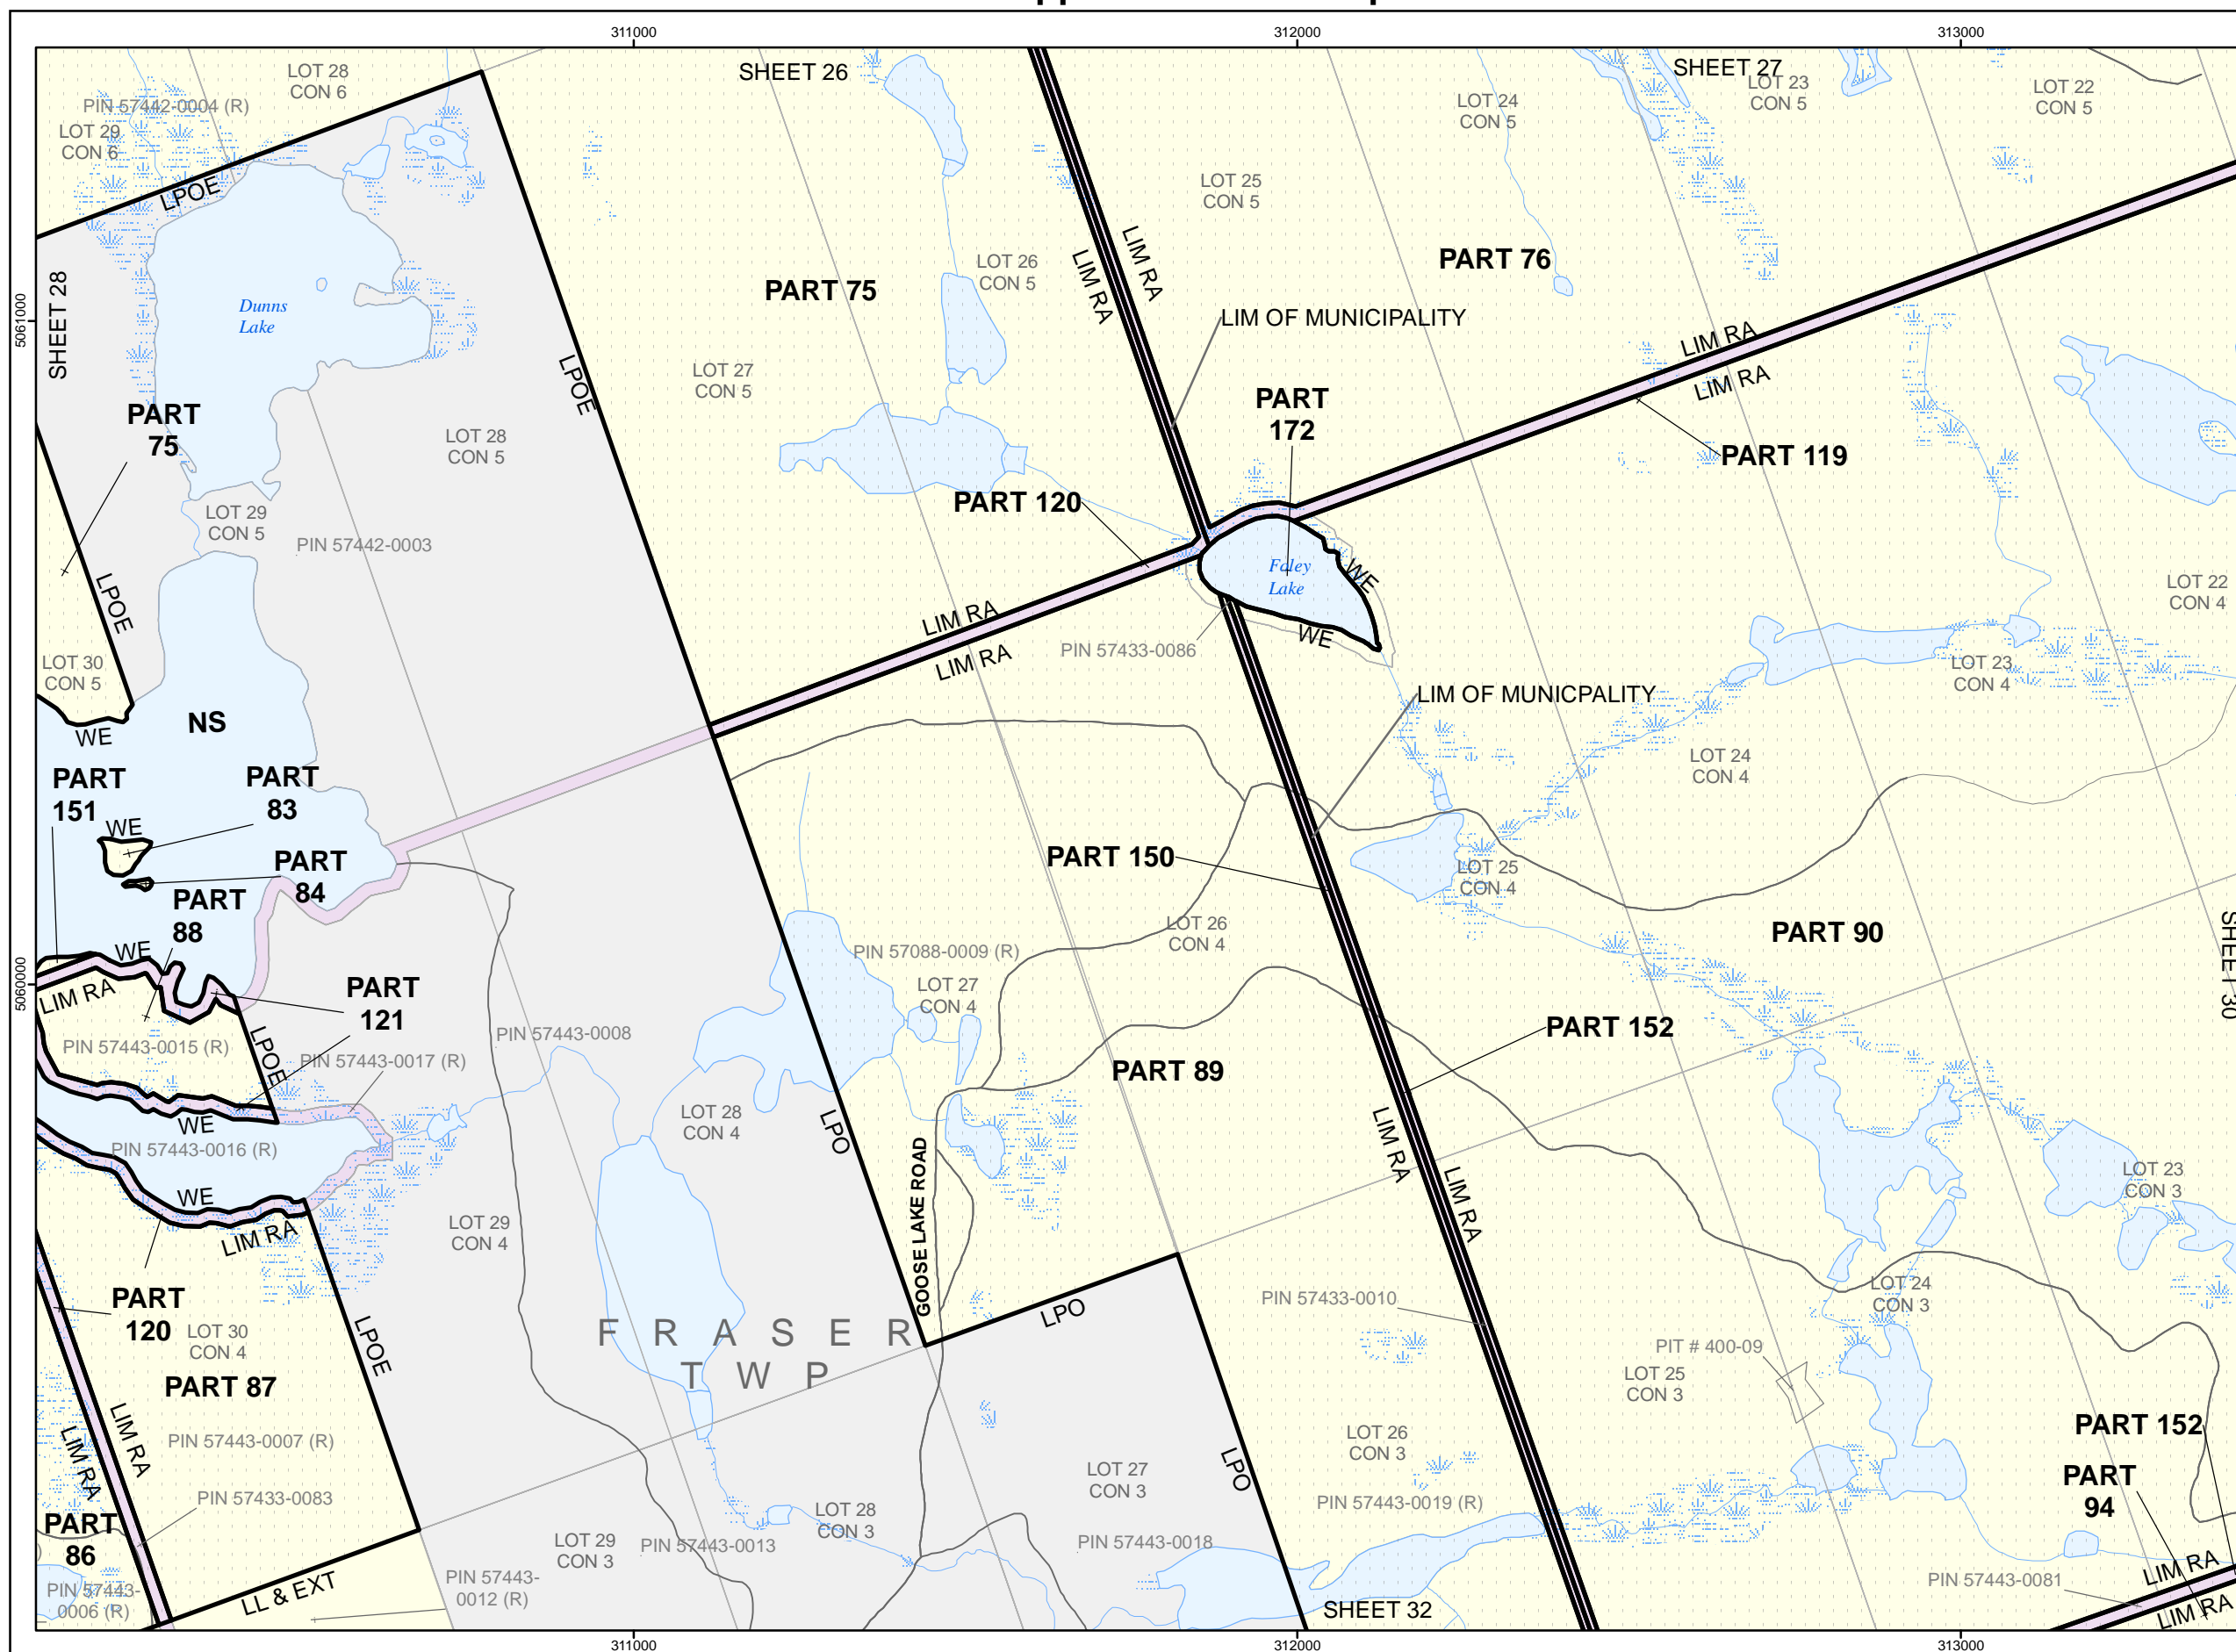 311000
312000
313000
SHEET 26
SHEET 27
LOT 28
CON 6
PIN 57442-0004 (R)
LOT 29
CON 6
LPOE
LOT 24
CON 5
LOT 23
CON 5
LOT 22
CON 5
LOT 25
CON 5
LOT 26
CON 5
LIM RA
LIM RA
PART 76
PART 75
SHEET 28
5061000
Dunns
Lake
LIM OF MUNICIPALITY
LIM RA
LIM RA
LOT 27
CON 5
LPOE
PART
75
PART
172
LOT 28
CON 5
PART 119
PART 120
LOT 29
CON 5
PIN 57442-0003
Faley
Lake
WE
WE
LPOE
LIM RA
LIM RA
PIN 57433-0086
LOT 22
CON 4
LOT 30
CON 5
LOT 23
CON 4
LIM OF MUNICPALITY
NS
WE
LOT 24
CON 4
PART
151
PART
83
WE
PART
84
PART 150
LOT 25
CON 4
PART
88
WE
LOT 26
CON 4
PART 90
SHEET 30
PIN 57088-0009 (R)
5060000
LIM RA
PART
121
LOT 27
CON 4
PART 152
PIN 57443-0015 (R)
LPOE
PIN 57443-0017 (R)
PIN 57443-0008
PART 89
WE
PIN 57443-0016 (R)
LOT 28
CON 4
LPO
LIM RA
LIM RA
WE
LIM RA
LOT 29
CON 4
GOOSE LAKE ROAD
LOT 23
CON 3
PART
120
LOT 30
CON 4
LPOE
FRASER
TWP
LPO
PIN 57433-0010
LOT 24
CON 3
PIT # 400-09
LOT 25
CON 3
PART 87
LIM RA
LIM RA
PIN 57443-0007 (R)
LOT 26
CON 3
PART 152
PART
94
LPO
LOT 27
CON 3
PIN 57433-0083
PIN 57443-0019 (R)
PART
86
LOT 28
CON 3
LOT 29
CON 3
PIN 57443-0013
PIN 57443-0018
PIN 57443-
0006 (R)
LL & EXT
PIN 57443-
0012 (R)
SHEET 32
PIN 57443-0081
LIM RA
LIM RA
311000
312000
313000